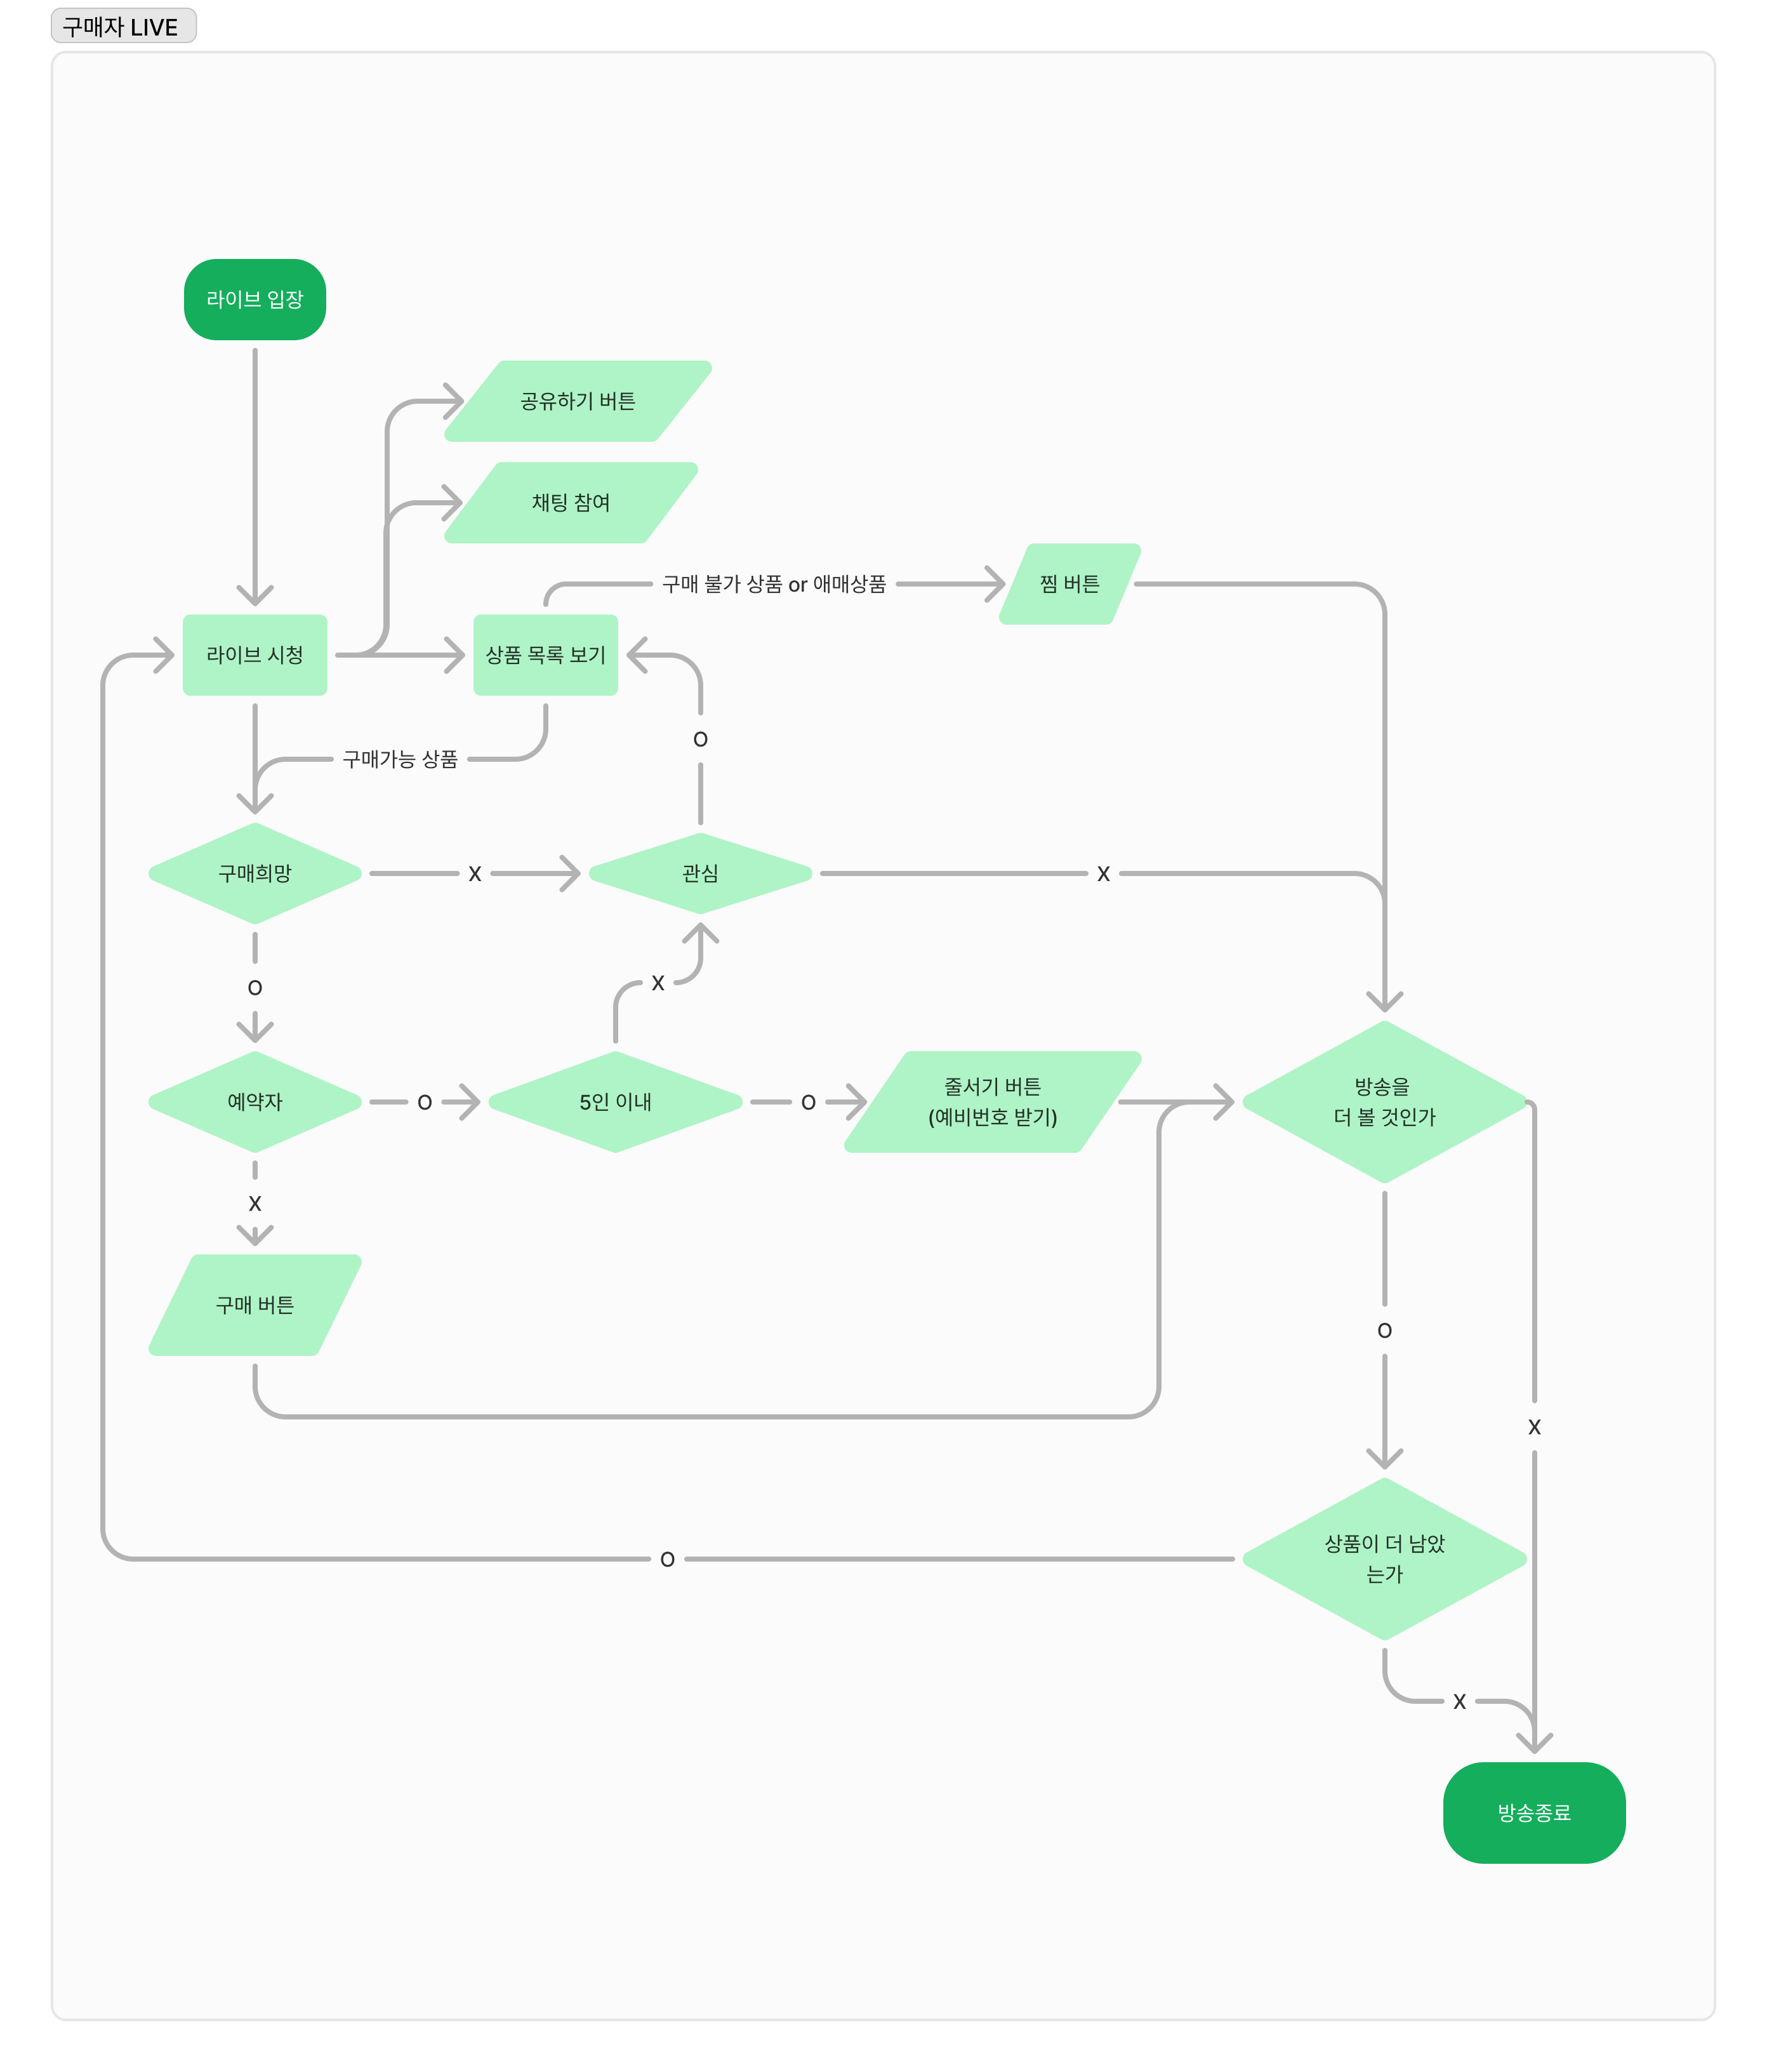 구매자 LIVE
라이브 입장
공유하기 버튼
채팅 참여
구매 불가 상품 or 애매상품
찜 버튼
라이브 시청
상품 목록 보기
O
구매가능 상품
구매희망
X
관심
X
O
X
예약자
O
5인 이내
O
줄서기 버튼
(예비번호 받기)
방송을
더 볼 것인가
X
구매 버튼
O
X
상품이 더 남았
는가
O
X
방송종료